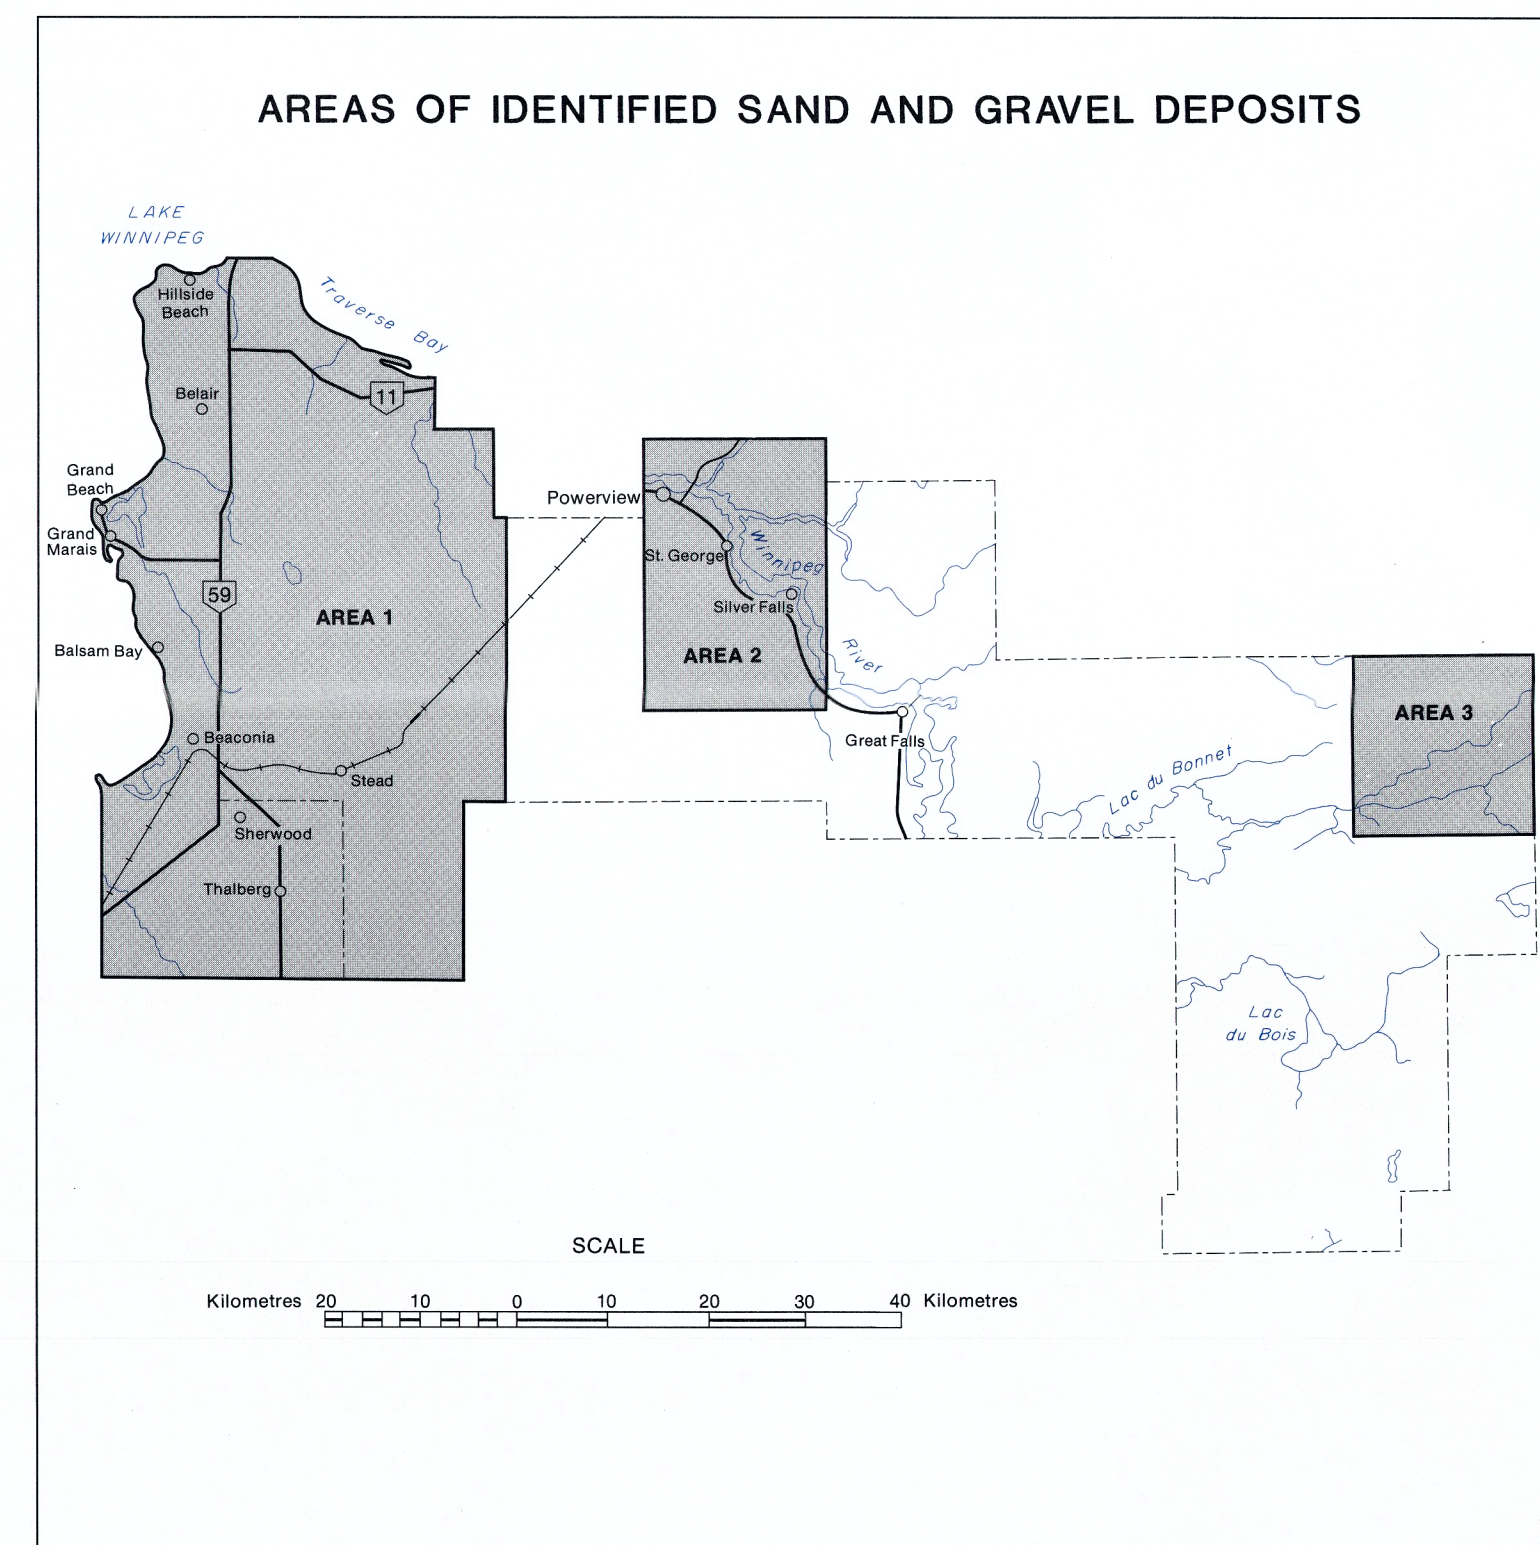 AREAS OF IDENTIFIED SAND AND GRAVEL DEPOSITS
LAKE
WINNIPEG
Hillside
Beach
Traverse Bay
Belair
11
Grand
Beach
Grand
Marais
Powerview
St. George
Winnipeg
59
Silver Falls
AREA 1
River
Balsam Bay
AREA 2
AREA 3
Beaconia
Great Falls
Stead
Lac du Bonnet
Sherwood
Thalberg
Lac
du Bois
SCALE
Kilometres 20 10 0 10 20 30 40 Kilometres